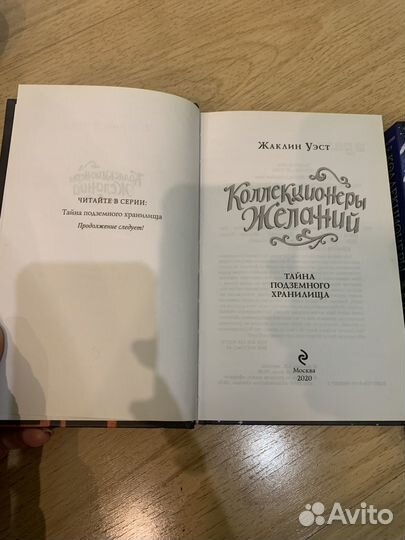 ЧИТАЙТЕ В СЕРИИ:
Тайна подземного хранилища
Продолжение следует!
Жаклин Уэст
Коллекционеры
Желаний
ТАЙНА
ПОДЗЕМНОГО
ХРАНИЛИЩА
Москва
2020
Avito